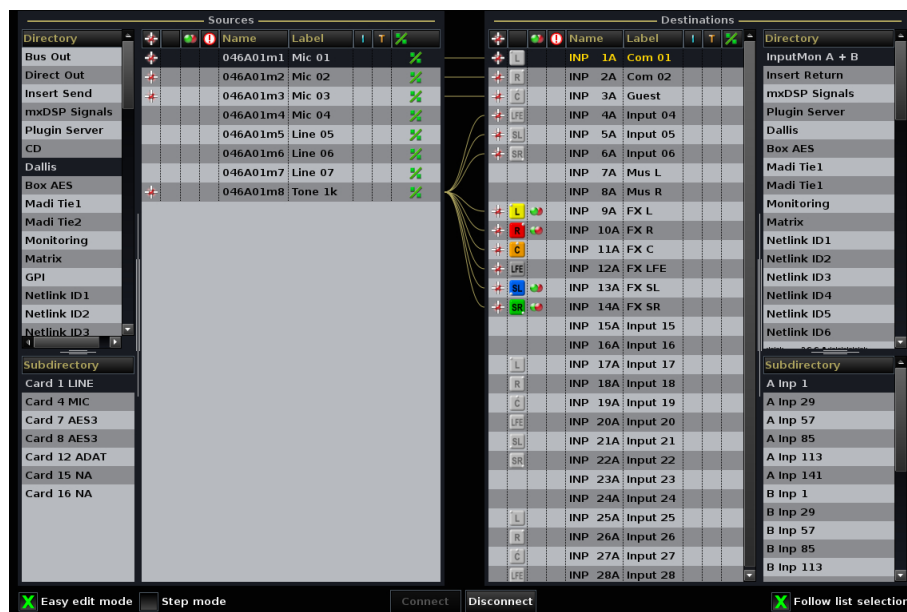 Sources
Directory
Bus Out
Direct Out
Insert Send
mxDSP Signals
Plugin Server
CD
Dallis
Box AES
Madi Tie1
Madi Tie2
Monitoring
Matrix
GPI
Netlink ID1
Netlink ID2
Netlink ID3
Subdirectory
Card 1 LINE
Card 4 MIC
Card 7 AES3
Card 8 AES3
Card 12 ADAT
Card 15 NA
Card 16 NA
Name Label I T
046A01m1 Mic 01
046A01m2 Mic 02
046A01m3 Mic 03
046A01m4 Mic 04
046A01m5 Line 05
046A01m6 Line 06
046A01m7 Line 07
046A01m8 Tone 1k
Destinations
Name Label I T
L INP 1A Com 01
R INP 2A Com 02
C INP 3A Guest
LFE INP 4A Input 04
SL INP 5A Input 05
SR INP 6A Input 06
INP 7A Mus L
INP 8A Mus R
L INP 9A FX L
R INP 10A FX R
C INP 11A FX C
LFE INP 12A FX LFE
SL INP 13A FX SL
SR INP 14A FX SR
INP 15A Input 15
INP 16A Input 16
L INP 17A Input 17
R INP 18A Input 18
C INP 19A Input 19
LFE INP 20A Input 20
SL INP 21A Input 21
SR INP 22A Input 22
INP 23A Input 23
INP 24A Input 24
L INP 25A Input 25
R INP 26A Input 26
C INP 27A Input 27
LFE INP 28A Input 28
Directory
InputMon A + B
Insert Return
mxDSP Signals
Plugin Server
Dallis
Box AES
Madi Tie1
Madi Tie1
Monitoring
Matrix
Netlink ID1
Netlink ID2
Netlink ID3
Netlink ID4
Netlink ID5
Netlink ID6
Subdirectory
A Inp 1
A Inp 29
A Inp 57
A Inp 85
A Inp 113
A Inp 141
B Inp 1
B Inp 29
B Inp 57
B Inp 85
B Inp 113
X Easy edit mode Step mode Connect Disconnect X Follow list selection